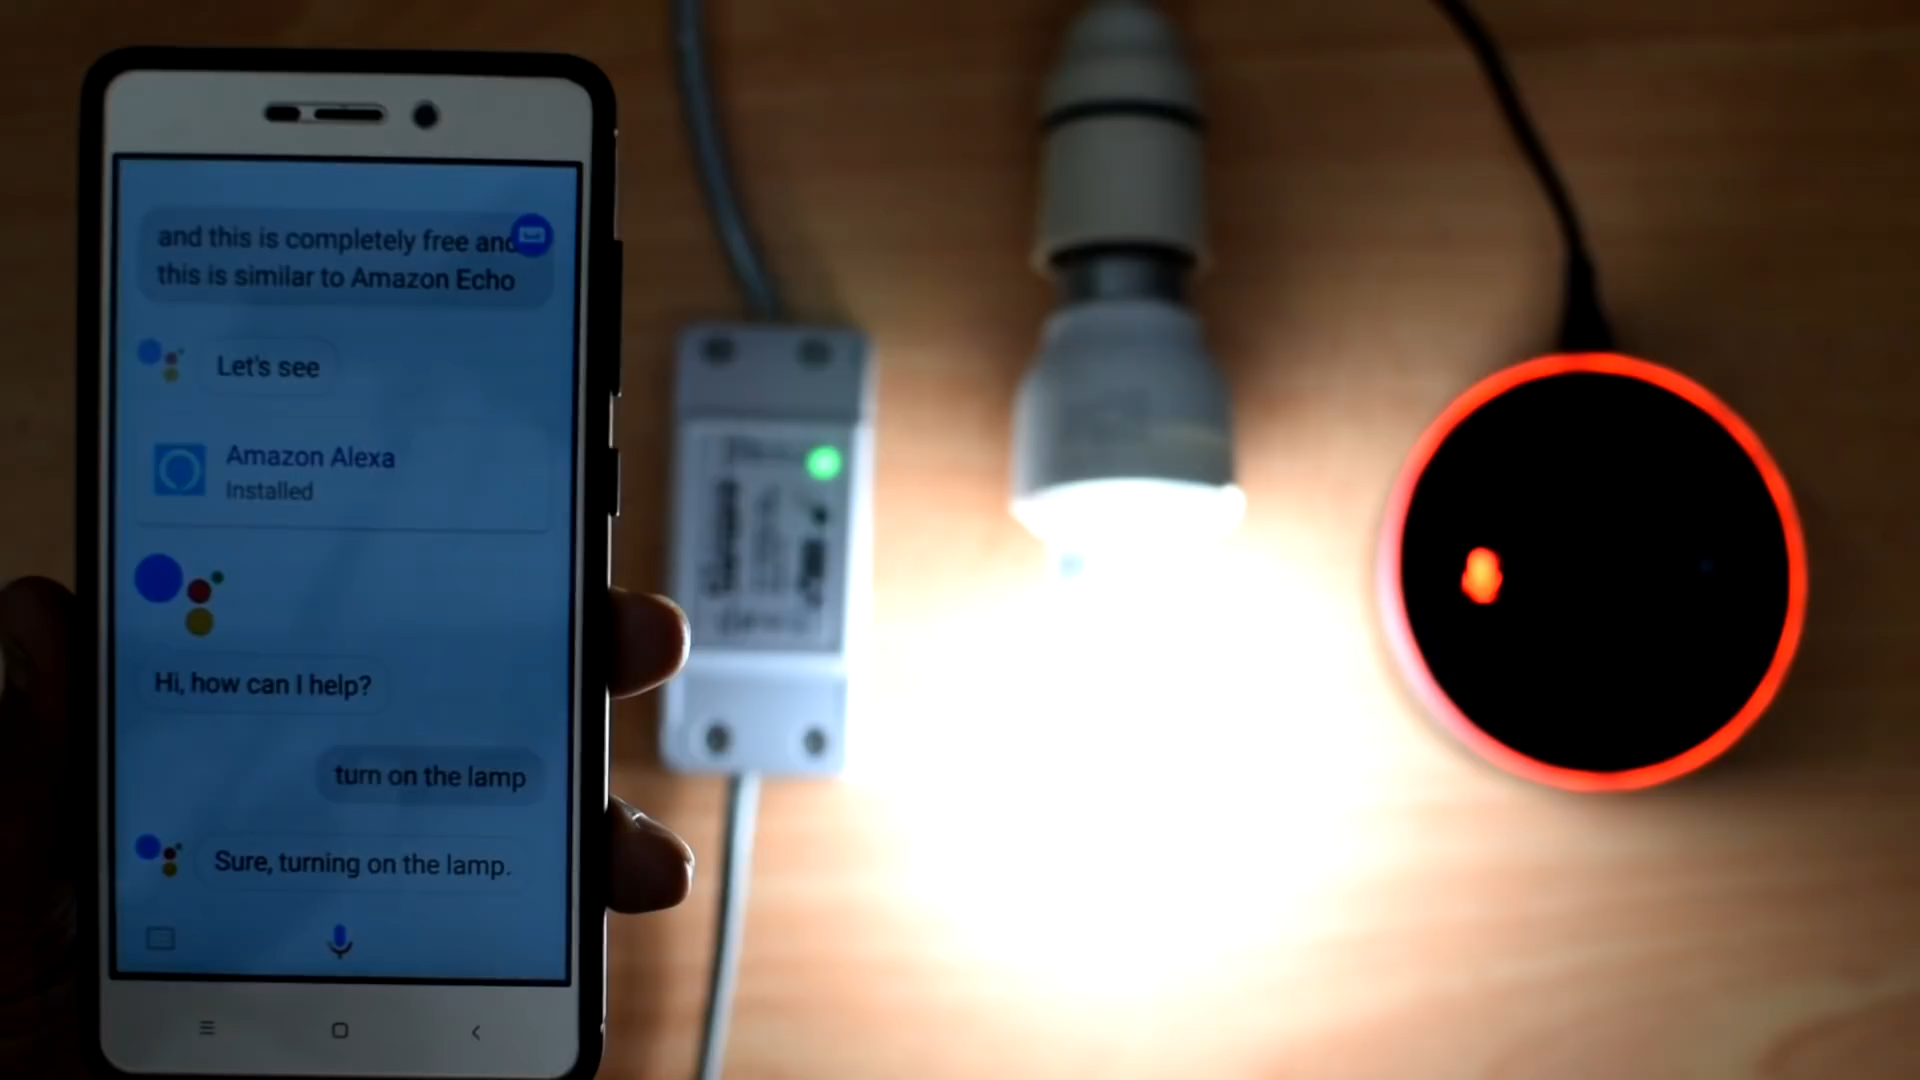 and this is completely free and
this is similar to Amazon Echo
Let's see
Amazon Alexa
Installed
Hi, how can I help?
turn on the lamp
Sure, turning on the lamp.